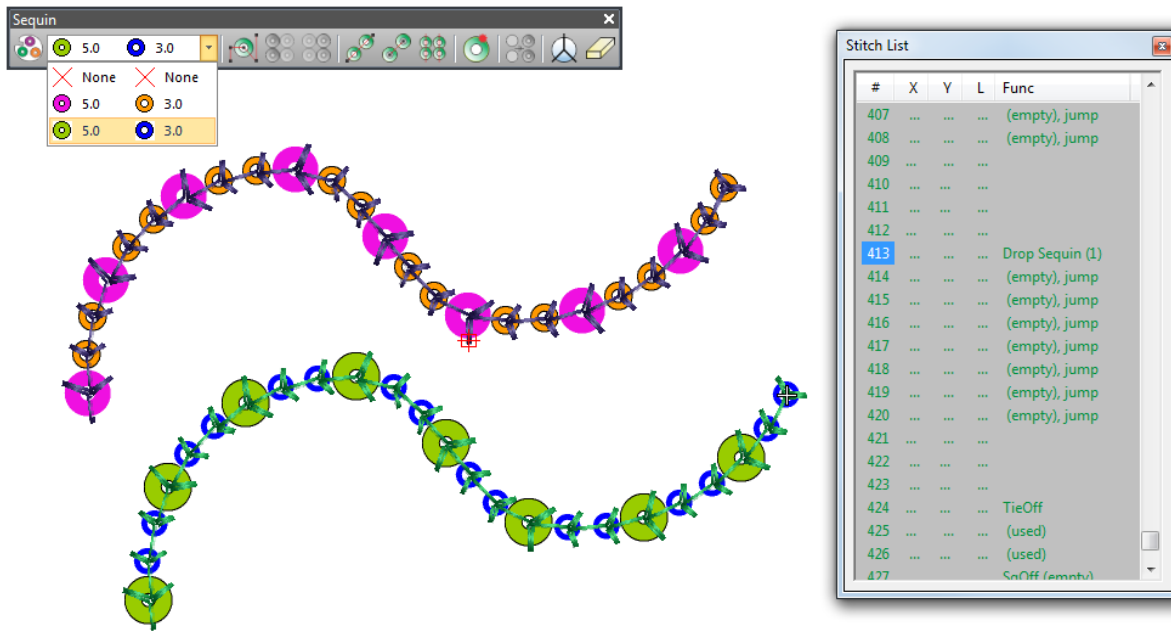 Sequin
5.0 3.0
None None
5.0 3.0
5.0 3.0
Stitch List
# X Y L Func
407 ... ... ... (empty), jump
408 ... ... ... (empty), jump
409 ... ... ...
410 ... ... ...
411 ... ... ...
412 ... ... ...
413 ... ... ... Drop Sequin (1)
414 ... ... ... (empty), jump
415 ... ... ... (empty), jump
416 ... ... ... (empty), jump
417 ... ... ... (empty), jump
418 ... ... ... (empty), jump
419 ... ... ... (empty), jump
420 ... ... ... (empty), jump
421 ... ... ...
422 ... ... ...
423 ... ... ...
424 ... ... ... TieOff
425 ... ... ... (used)
426 ... ... ... (used)
427 SqOff (empty)